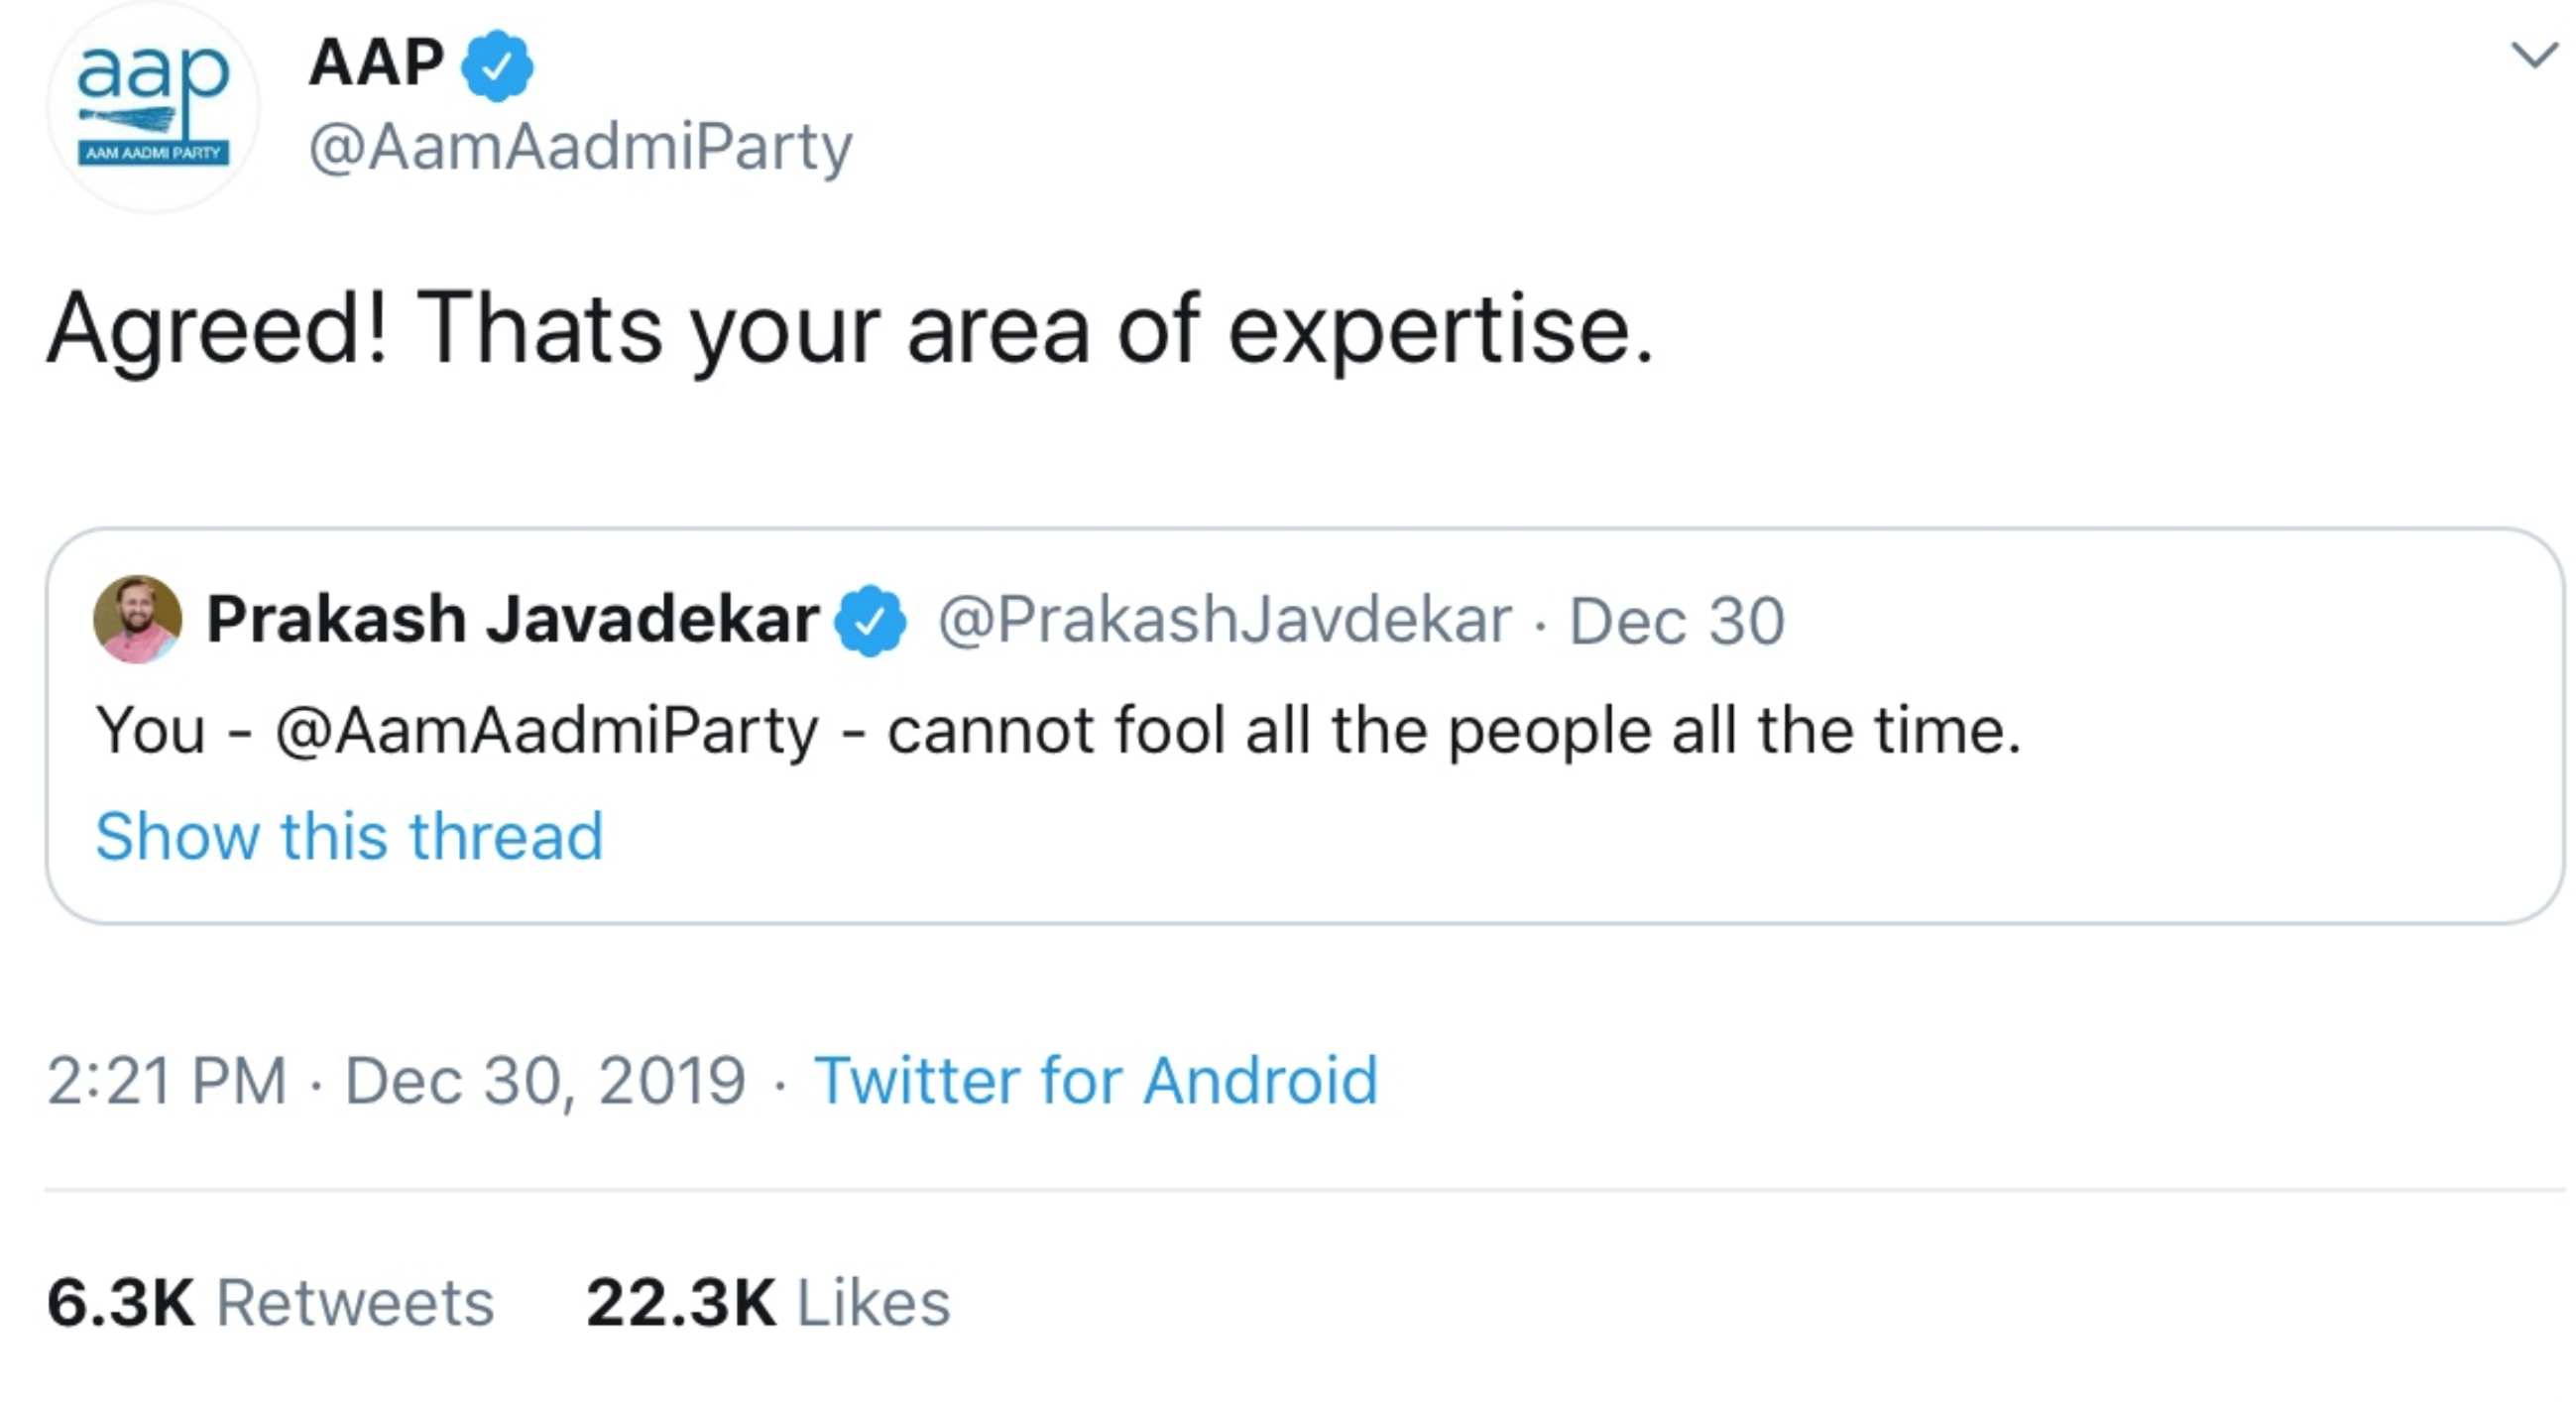 aap
AAM AADMI PARTY
AAP
@AamAadmiParty
Agreed! Thats your area of expertise.
Prakash Javadekar @PrakashJavdekar · Dec 30
You - @AamAadmiParty - cannot fool all the people all the time.
Show this thread
2:21 PM · Dec 30, 2019 · Twitter for Android
6.3K Retweets 22.3K Likes